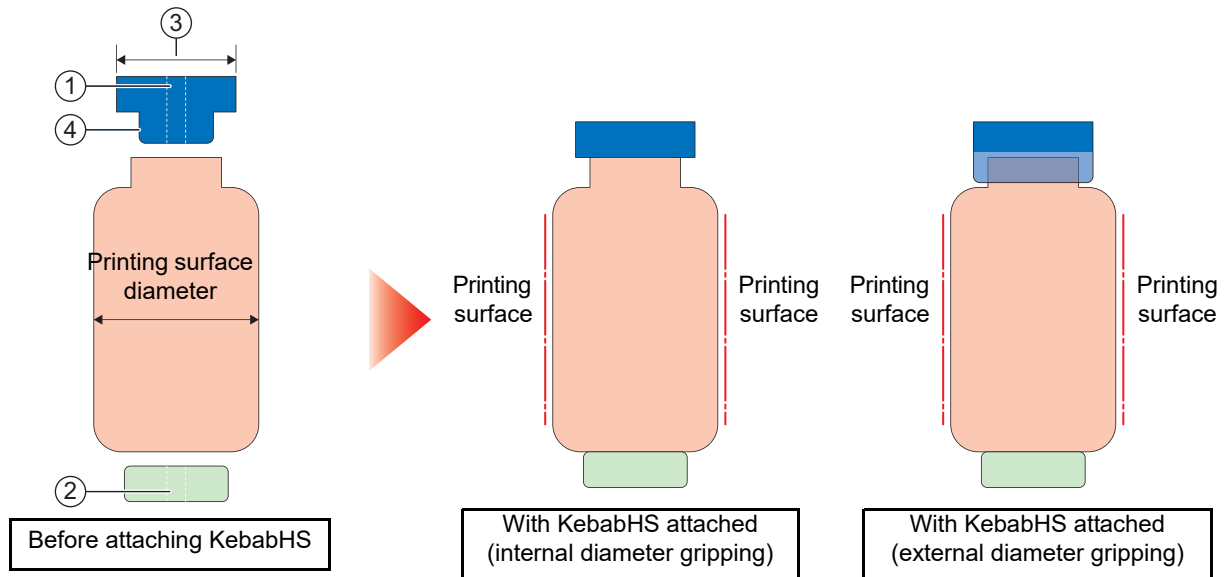 3
1
4
Printing surface
diameter
2
Before attaching KebabHS
Printing
surface
Printing
surface
With KebabHS attached
(internal diameter gripping)
Printing
surface
Printing
surface
With KebabHS attached
(external diameter gripping)